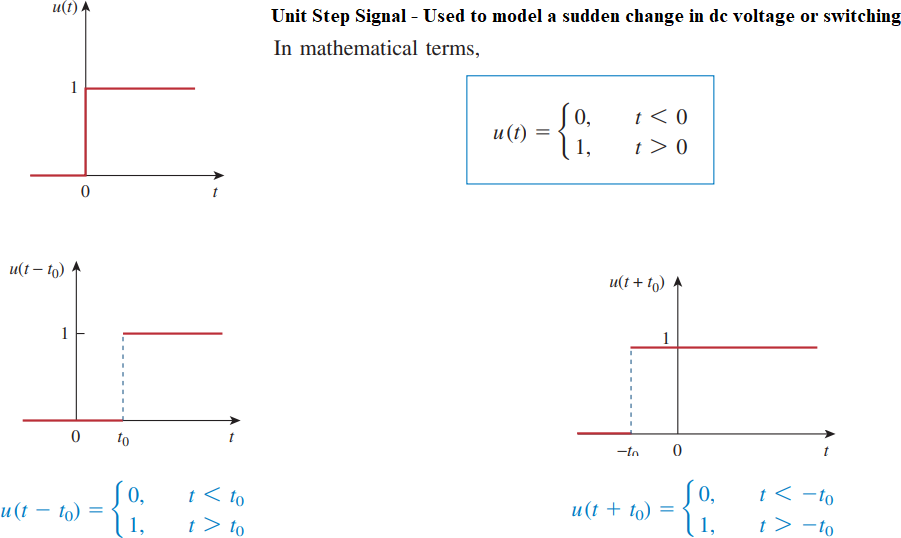 u(t)
Unit Step Signal - Used to model a sudden change in dc voltage or switching
In mathematical terms,
1
u(t) = { 0, t < 0
1, t > 0
0 t
u(t – t₀)
1
0 t₀ t
u(t + t₀)
1
–t₀ 0 t
u(t − t₀) = { 0, t < t₀
1, t > t₀
u(t + t₀) = { 0, t < −t₀
1, t > −t₀